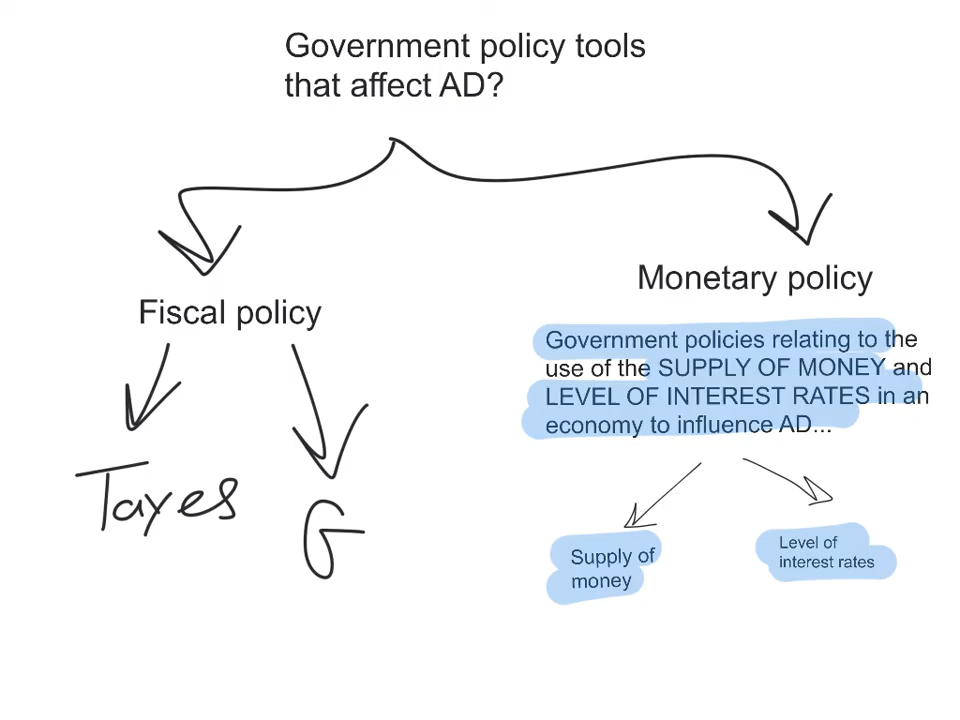 Government policy tools
that affect AD?
Fiscal policy
Taxes
G
Monetary policy
Government policies relating to the
use of the SUPPLY OF MONEY and
LEVEL OF INTEREST RATES in an
economy to influence AD...
Supply of
money
Level of
interest rates